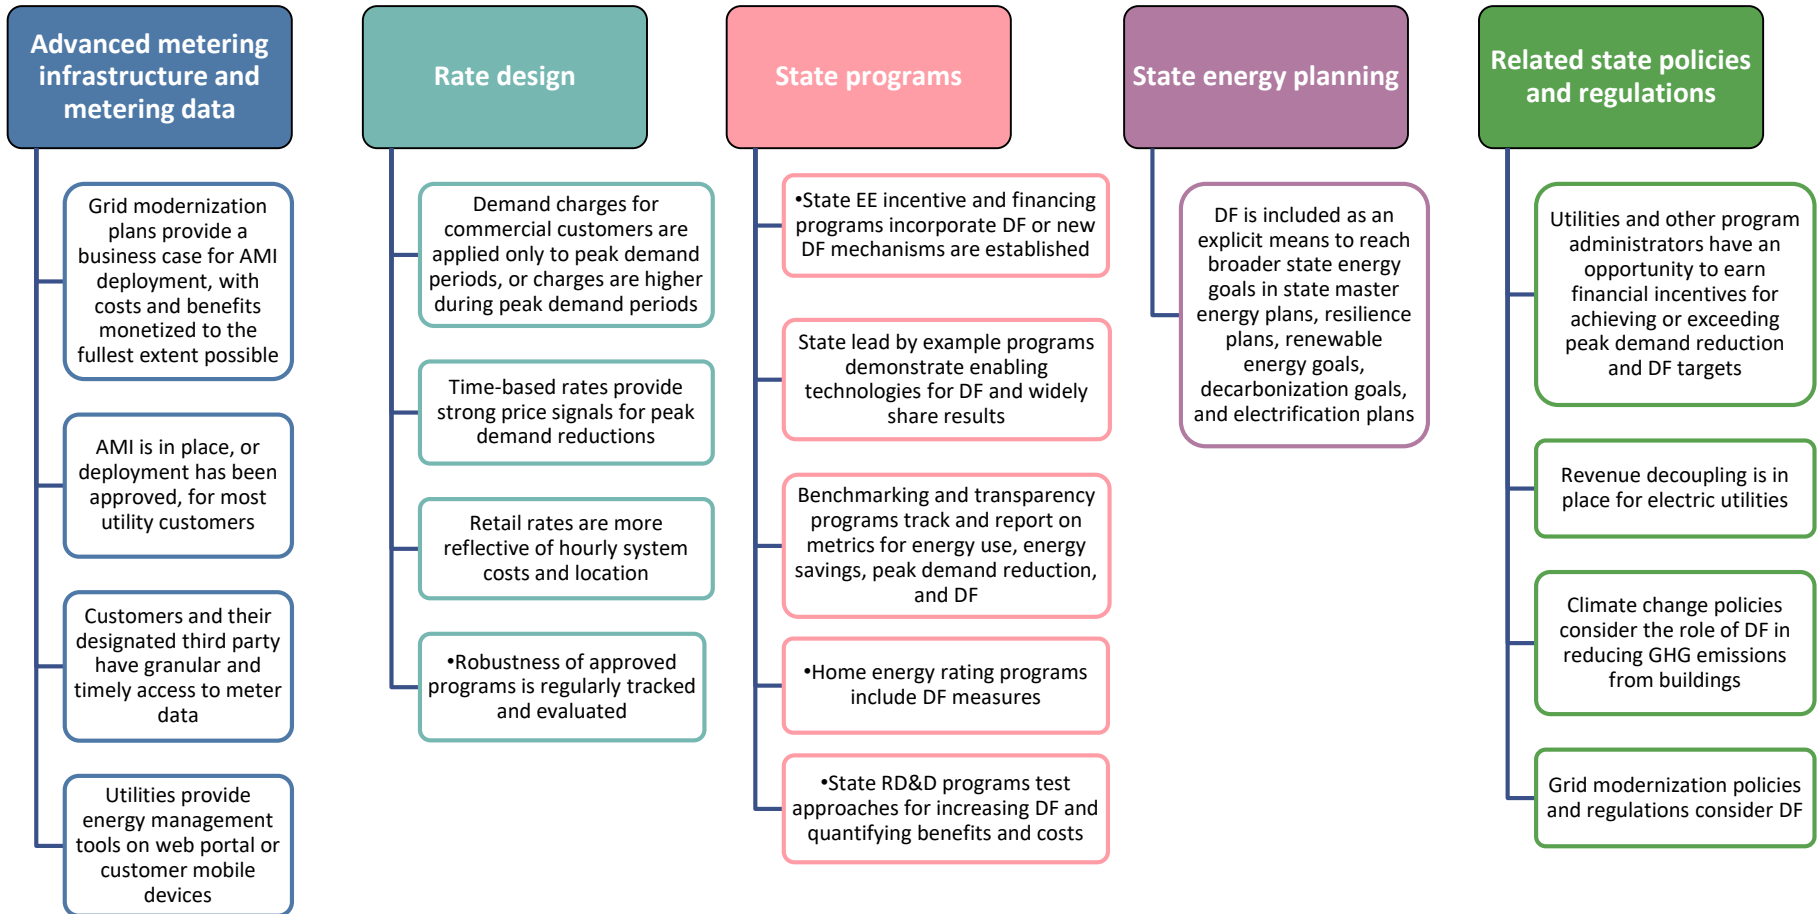 Advanced metering
infrastructure and
metering data
Grid modernization
plans provide a
business case for AMI
deployment, with
costs and benefits
monetized to the
fullest extent possible
AMI is in place, or
deployment has been
approved, for most
utility customers
Customers and their
designated third party
have granular and
timely access to meter
data
Utilities provide
energy management
tools on web portal or
customer mobile
devices
Rate design
Demand charges for
commercial customers are
applied only to peak demand
periods, or charges are higher
during peak demand periods
Time-based rates provide
strong price signals for peak
demand reductions
Retail rates are more
reflective of hourly system
costs and location
•Robustness of approved
programs is regularly tracked
and evaluated
State programs
•State EE incentive and financing
programs incorporate DF or new
DF mechanisms are established
State lead by example programs
demonstrate enabling
technologies for DF and widely
share results
Benchmarking and transparency
programs track and report on
metrics for energy use, energy
savings, peak demand reduction,
and DF
•Home energy rating programs
include DF measures
•State RD&D programs test
approaches for increasing DF and
quantifying benefits and costs
State energy planning
DF is included as an
explicit means to reach
broader state energy
goals in state master
energy plans, resilience
plans, renewable
energy goals,
decarbonization goals,
and electrification plans
Related state policies
and regulations
Utilities and other program
administrators have an
opportunity to earn
financial incentives for
achieving or exceeding
peak demand reduction
and DF targets
Revenue decoupling is in
place for electric utilities
Climate change policies
consider the role of DF in
reducing GHG emissions
from buildings
Grid modernization policies
and regulations consider DF